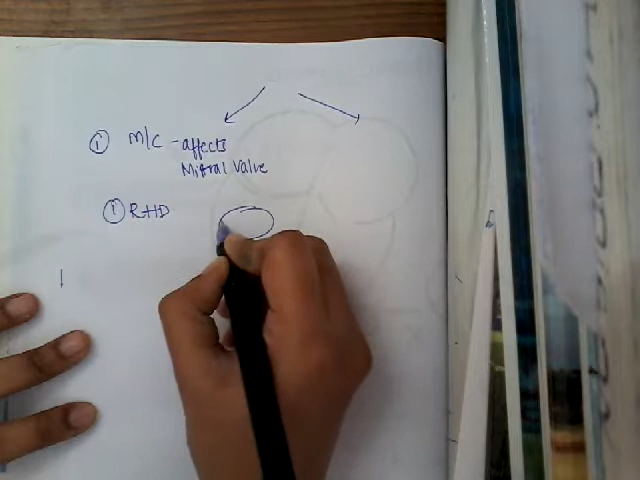 ① M/C - affects
Mitral Valve
① RHD